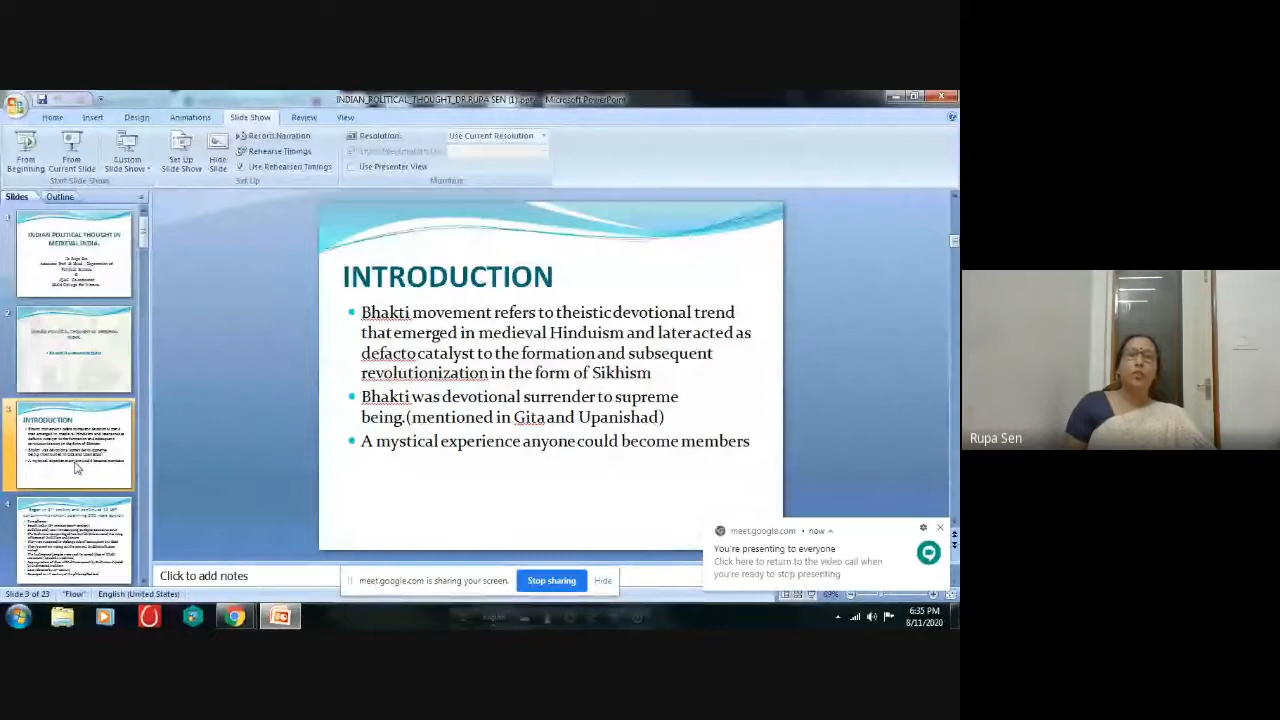 INDIAN_POLITICAL_THOUGHT_DR.RUPA SEN (1).ppt - Microsoft PowerPoint
Home Insert Design Animations Slide Show Review View
From Beginning
From Current Slide
Custom Slide Show
Set Up Slide Show
Hide Slide
Record Narration
Rehearse Timings
Use Rehearsed Timings
Resolution: Use Current Resolution
Use Presenter View
Start Slide Show Set Up Monitors
Slides Outline
1
INDIAN POLITICAL THOUGHT IN
MEDIEVAL INDIA.
2
3
INTRODUCTION
4
INTRODUCTION
Bhakti movement refers to theistic devotional trend
that emerged in medieval Hinduism and lateracted as
defacto catalyst to the formation and subsequent
revolutionization in the form of Sikhism
Bhakti was devotional surrender to supreme
being.(mentioned in Gita and Upanishad)
A mystical experience anyone could become members
Rupa Sen
meet.google.com • now
You're presenting to everyone
Click here to return to the video call when
you're ready to stop presenting
Click to add notes
meet.google.com is sharing your screen. Stop sharing Hide
Slide 3 of 23 "Flow" English (United States) 69%
6:35 PM
8/11/2020